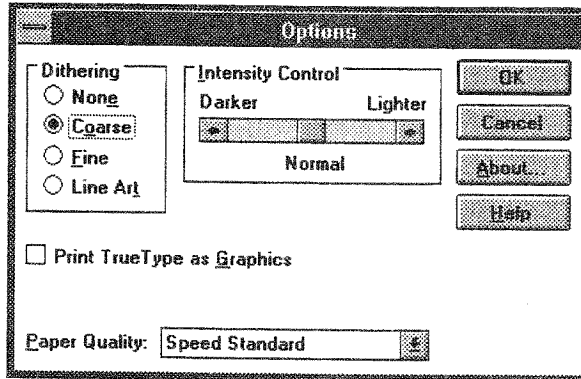 Options
Dithering
None
Coarse
Fine
Line Art
Intensity Control
Darker Lighter
Normal
OK
Cancel
About...
Help
Print TrueType as Graphics
Paper Quality: Speed Standard